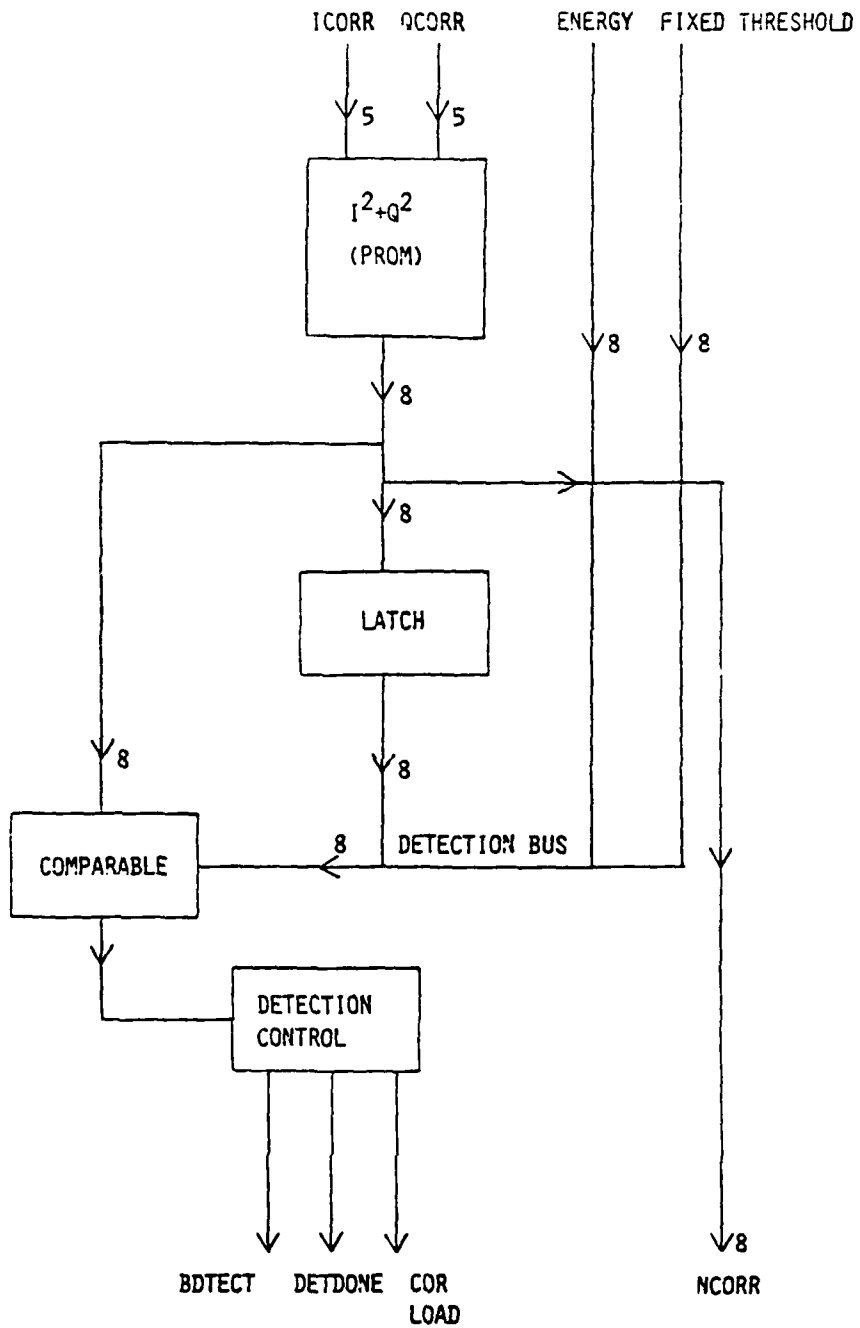 ICORR QCORR ENERGY FIXED THRESHOLD
5 5
I²+Q²
(PROM)
8 8
8
8
LATCH
8 8
8 DETECTION BUS
COMPARABLE
DETECTION
CONTROL
8
BDTECT DETDONE COR NCORR
LOAD